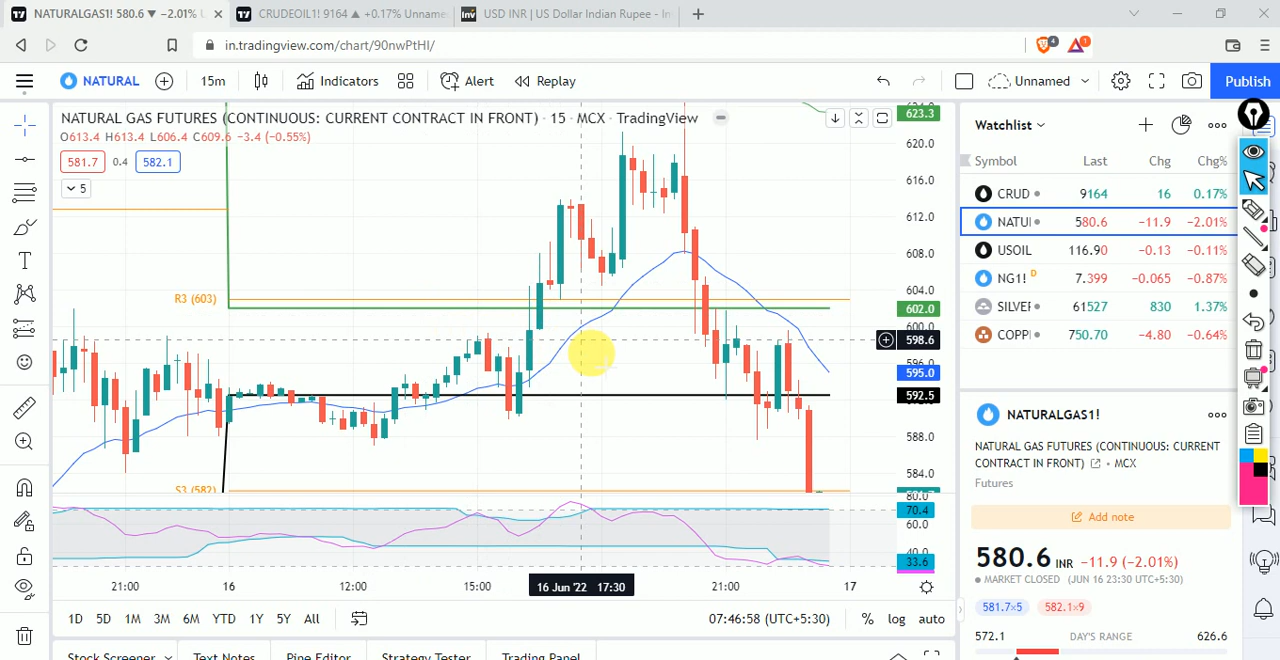 NATURALGAS1! 580.6 ▼ −2.01% U
CRUDEOIL1! 9164 ▲ +0.17% Unname
USD INR | US Dollar Indian Rupee - In
in.tradingview.com/chart/90nwPtHI/
4
1
NATURAL
15m
Indicators
Alert
Replay
Unnamed
Publish
NATURAL GAS FUTURES (CONTINUOUS: CURRENT CONTRACT IN FRONT) · 15 · MCX · TradingView
O613.4 H613.4 L606.4 C609.6 −3.4 (−0.55%)
581.7
0.4
582.1
5
623.3
620.0
616.0
612.0
608.0
604.0
602.0
600.0
598.6
596.0
595.0
592.5
588.0
584.0
R3 (603)
S3 (582)
80.0
70.4
60.0
40.0
33.6
21:00
16
12:00
15:00
16 Jun '22 17:30
21:00
17
1D
5D
1M
3M
6M
YTD
1Y
5Y
All
07:46:58 (UTC+5:30)
%
log
auto
Stock Screener
Text Notes
Pine Editor
Strategy Tester
Trading Panel
Watchlist
Symbol Last Chg Chg%
CRUD 9164 16 0.17%
NATUI 580.6 −11.9 −2.01%
USOIL 116.90 −0.13 −0.11%
NG1! D 7.399 −0.065 −0.87%
SILVEF 61527 830 1.37%
COPP 750.70 −4.80 −0.64%
NATURALGAS1!
NATURAL GAS FUTURES (CONTINUOUS: CURRENT
CONTRACT IN FRONT) • MCX
Futures
Add note
580.6 INR −11.9 (−2.01%)
MARKET CLOSED (JUN 16 23:30 UTC+5:30)
581.7×5
582.1×9
572.1 DAY'S RANGE 626.6